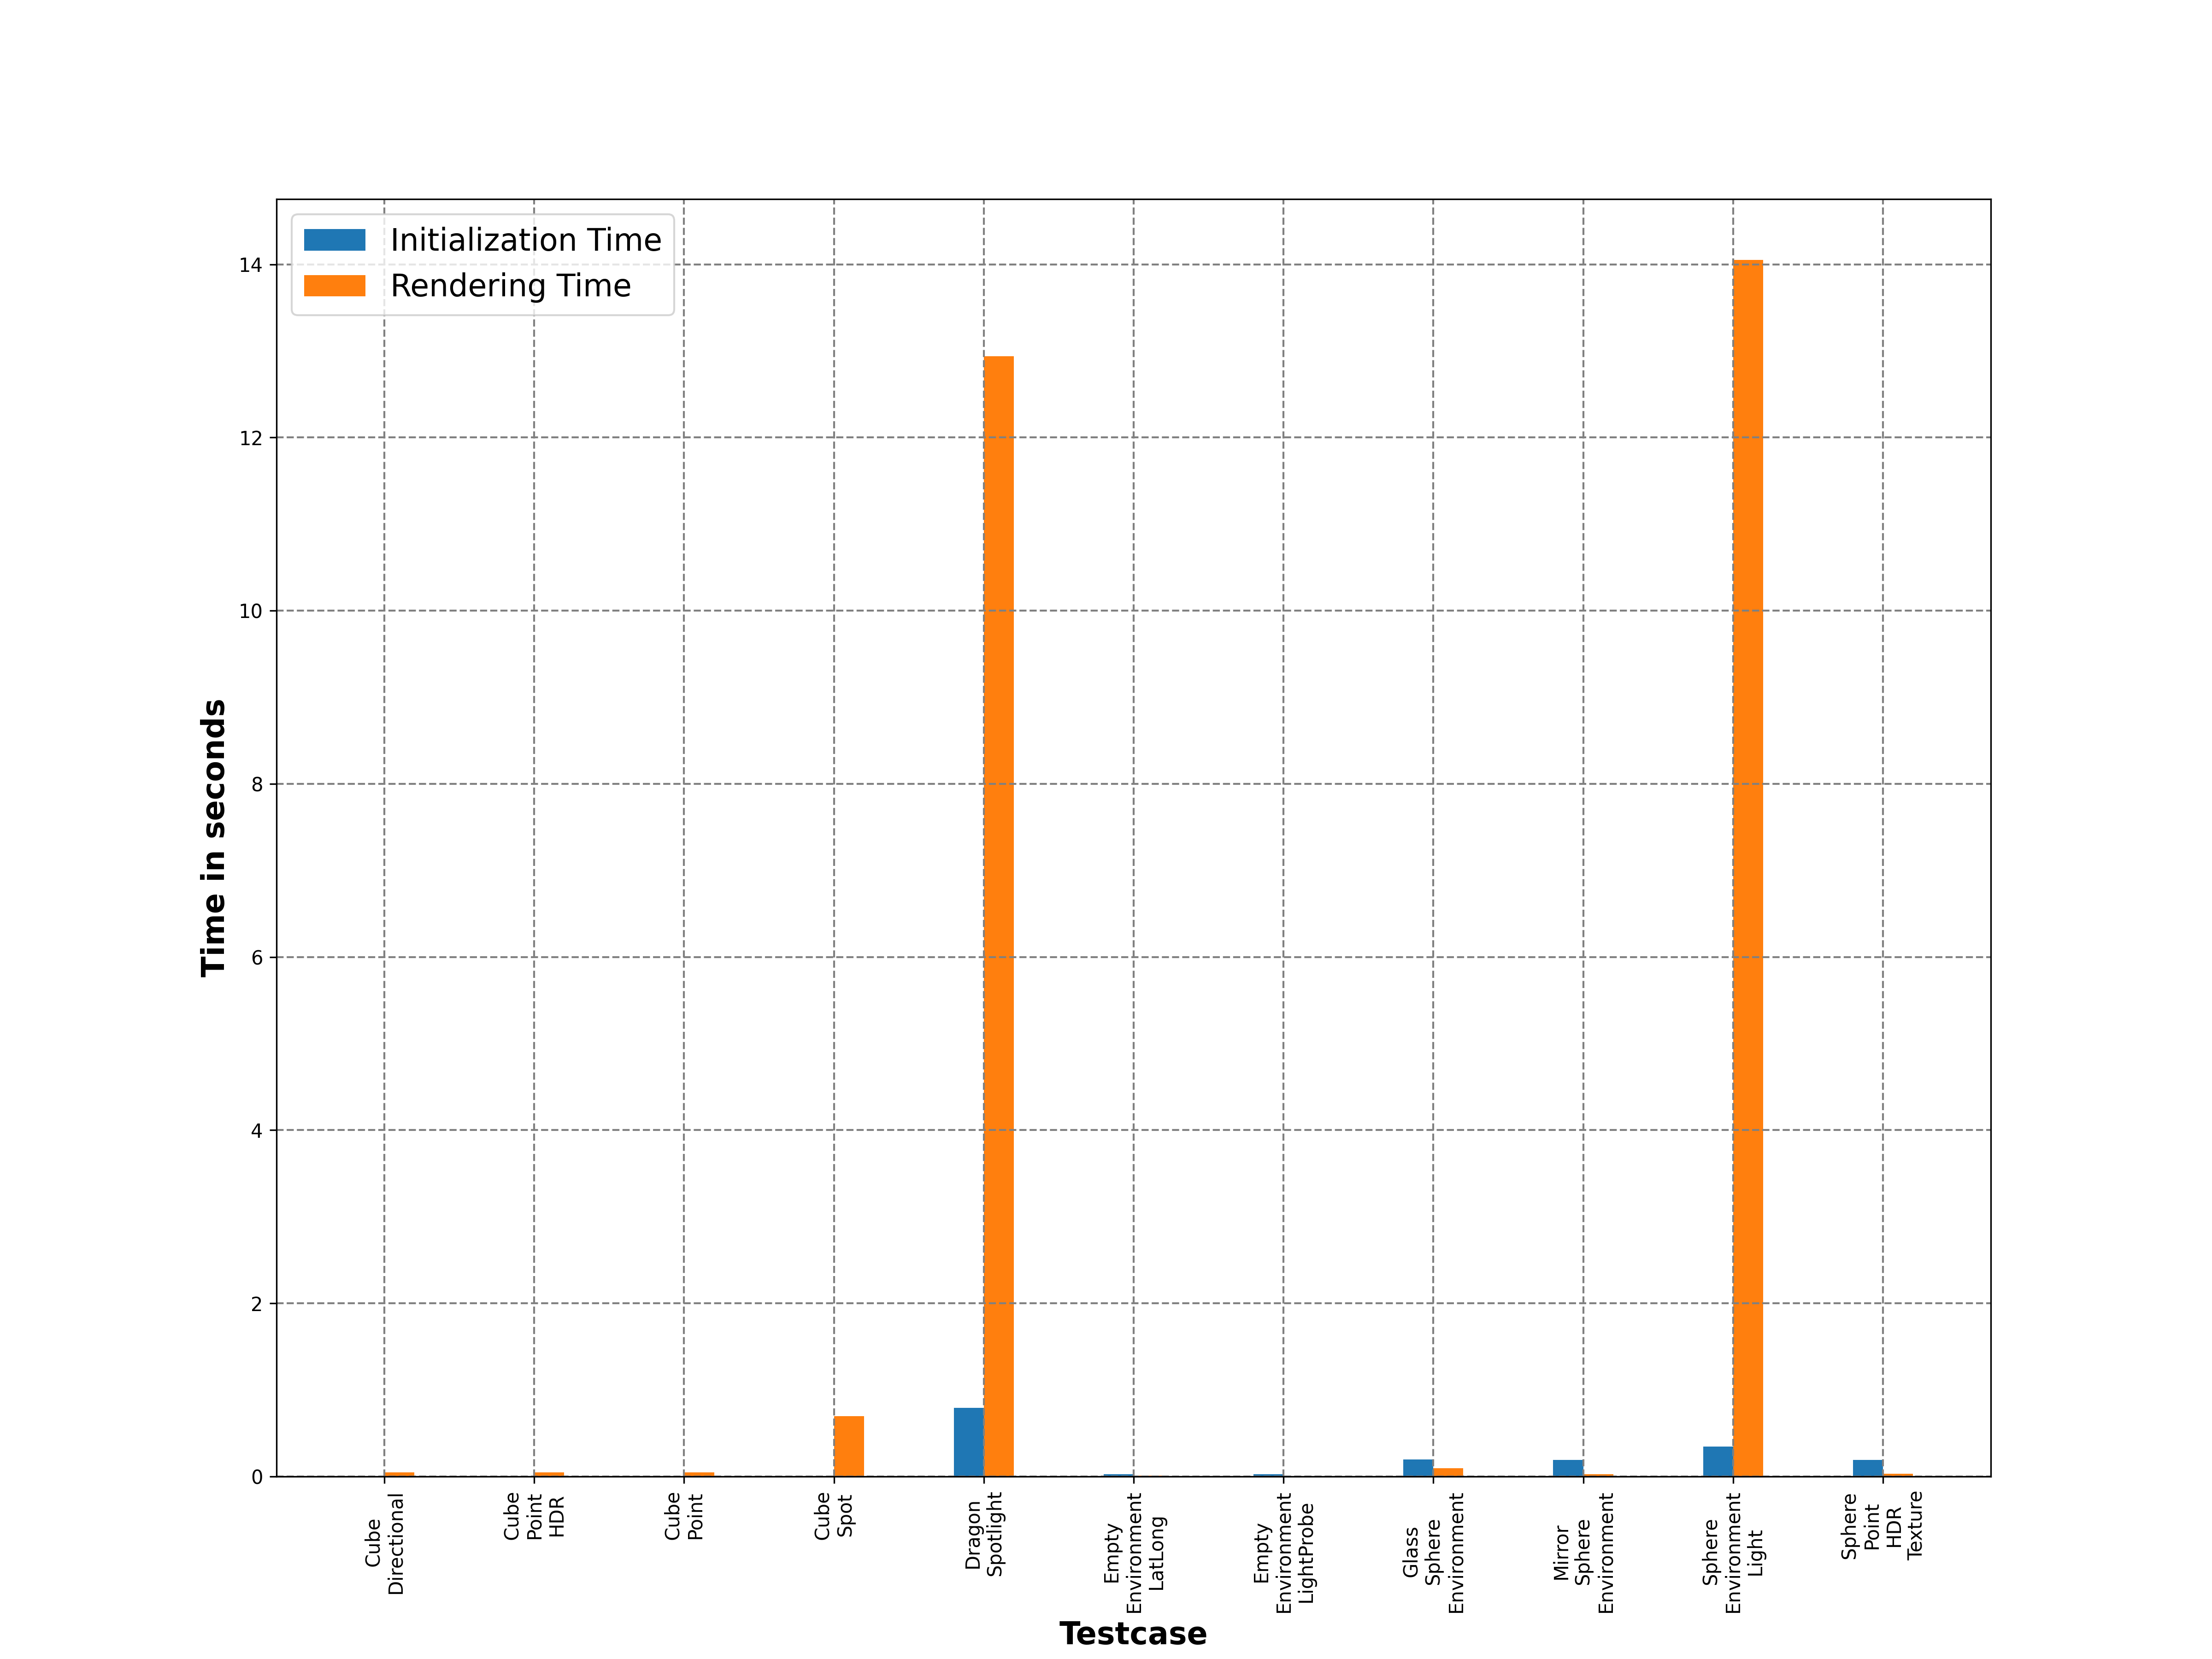 Initialization Time
Rendering Time
14
12
10
8
6
4
2
0
Time in seconds
Cube
Directional
Cube
Point
HDR
Cube
Point
Cube
Spot
Dragon
Spotlight
Empty
Environment
LatLong
Empty
Environment
LightProbe
Glass
Sphere
Environment
Mirror
Sphere
Environment
Sphere
Environment
Light
Sphere
Point
HDR
Texture
Testcase